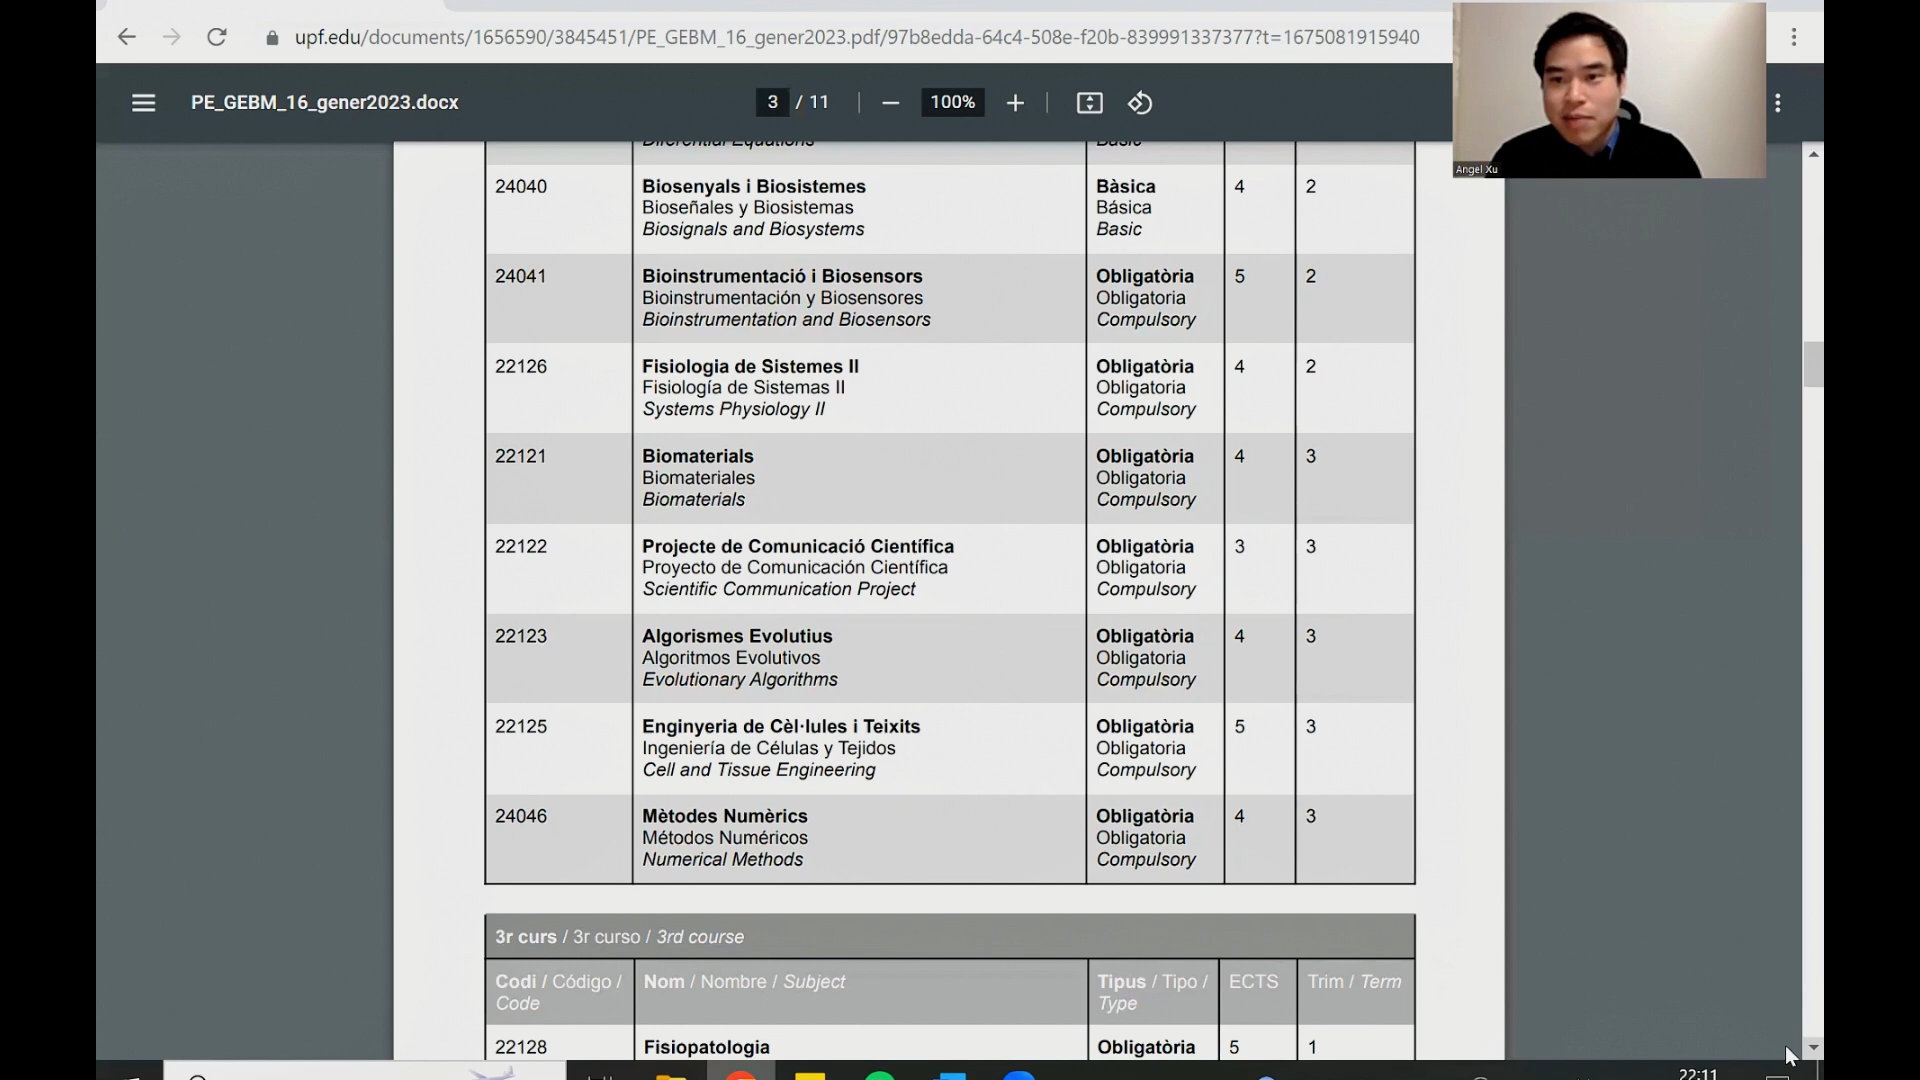 upf.edu/documents/1656590/3845451/PE_GEBM_16_gener2023.pdf/97b8edda-64c4-508e-f20b-839991337377?t=1675081915940
PE_GEBM_16_gener2023.docx
3 / 11
100%
Angel Xu
Diferential Equations Basic
24040 Biosenyals i Biosistemes Bàsica 4 2
Bioseñales y Biosistemas Básica
Biosignals and Biosystems Basic
24041 Bioinstrumentació i Biosensors Obligatòria 5 2
Bioinstrumentación y Biosensores Obligatoria
Bioinstrumentation and Biosensors Compulsory
22126 Fisiologia de Sistemes II Obligatòria 4 2
Fisiología de Sistemas II Obligatoria
Systems Physiology II Compulsory
22121 Biomaterials Obligatòria 4 3
Biomateriales Obligatoria
Biomaterials Compulsory
22122 Projecte de Comunicació Científica Obligatòria 3 3
Proyecto de Comunicación Científica Obligatoria
Scientific Communication Project Compulsory
22123 Algorismes Evolutius Obligatòria 4 3
Algoritmos Evolutivos Obligatoria
Evolutionary Algorithms Compulsory
22125 Enginyeria de Cèl·lules i Teixits Obligatòria 5 3
Ingeniería de Células y Tejidos Obligatoria
Cell and Tissue Engineering Compulsory
24046 Mètodes Numèrics Obligatòria 4 3
Métodos Numéricos Obligatoria
Numerical Methods Compulsory
3r curs / 3r curso / 3rd course
Codi / Código / Nom / Nombre / Subject Tipus / Tipo / ECTS Trim / Term
Code Type
22128 Fisiopatologia Obligatòria 5 1
22:11